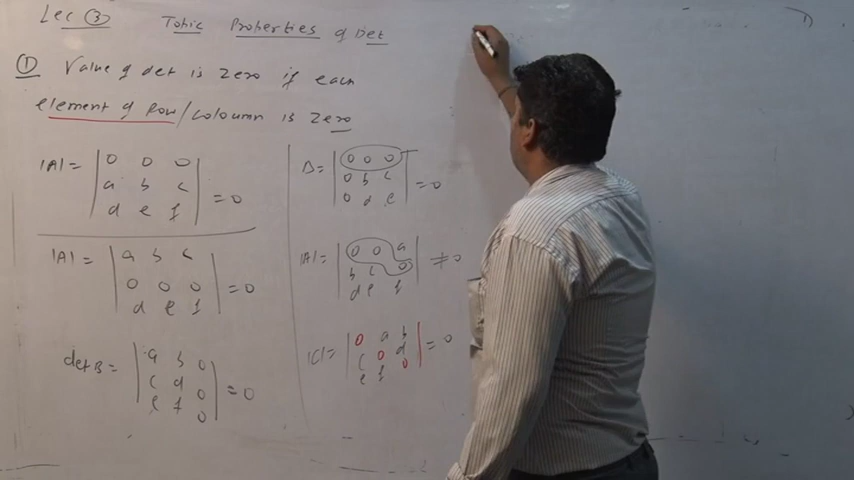 Lec ③ Topic Properties of Det
① Value of det is Zero if each
element of Row/Coloumn is Zero
|A| = | 0 0 0 |
| a b c |
| d e f | = 0
|A| = | a b c |
| 0 0 0 |
| d e f | = 0
det B = | a b 0 |
| c d 0 |
| e f 0 | = 0
D = | 0 0 0 |
| 0 b c |
| 0 d e | = 0
|A| = | 0 0 a |
| b c 0 |
| d e f | ≠ 0
|C| = | 0 a b |
| c 0 d |
| e f 0 | = 0